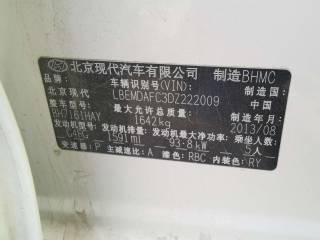 北京现代汽车有限公司 制造BHMC
品牌: 车辆识别号(VIN): 制造国:
北京现代 LBEMDAFC3DZ222009 中国
整车型号: 最大允许总质量: 制造年月:
BH7161HAY 1642kg 2013/08
发动机型号: 发动机排量: 发动机最大净功率: 乘坐人数:
1591ml 93.8kW 5人
变速器: P 主减速比: A 漆色: RBC 内装色: RY